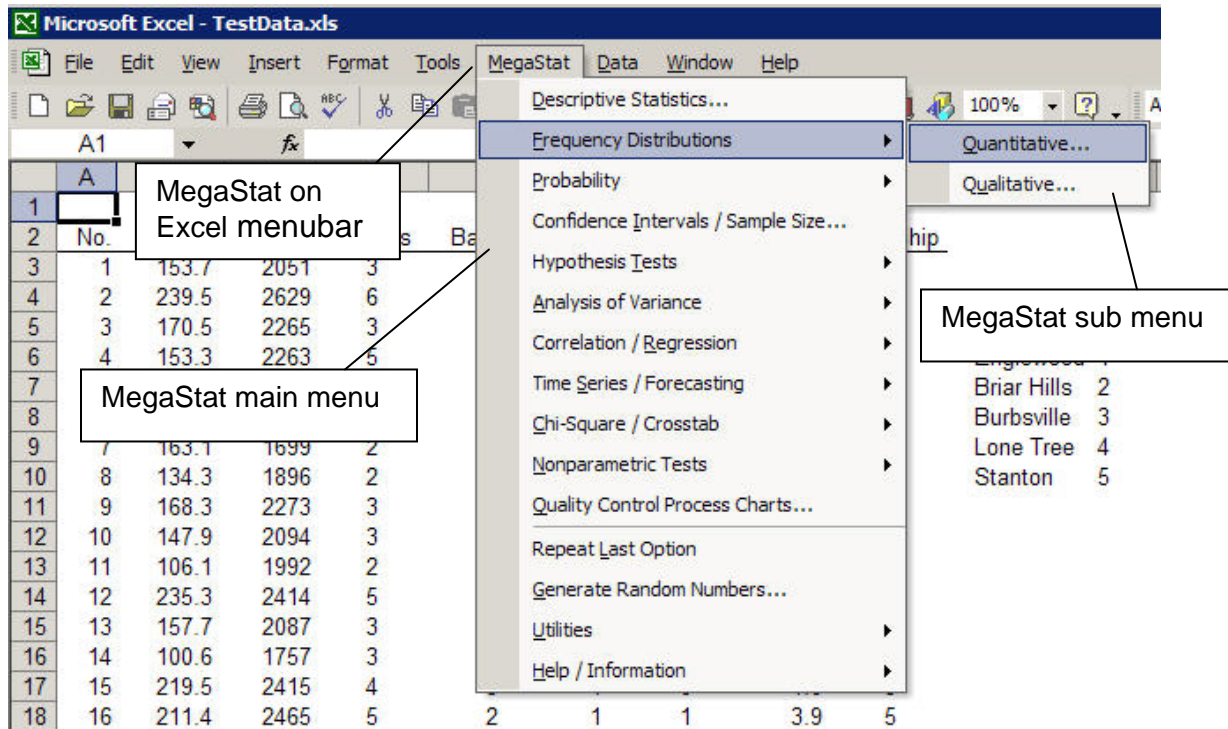 Microsoft Excel - TestData.xls
File Edit View Insert Format Tools MegaStat Data Window Help
100%
A1 fx
Descriptive Statistics...
Frequency Distributions
Probability
Confidence Intervals / Sample Size...
Hypothesis Tests
Analysis of Variance
Correlation / Regression
Time Series / Forecasting
Chi-Square / Crosstab
Nonparametric Tests
Quality Control Process Charts...
Repeat Last Option
Generate Random Numbers...
Utilities
Help / Information
Quantitative...
Qualitative...
MegaStat on
Excel menubar
MegaStat main menu
MegaStat sub menu
A
1
2 No.
3 1 153.7 2051 3
4 2 239.5 2629 6
5 3 170.5 2265 3
6 4 153.3 2263 5
7 Briar Hills 2
8 Burbsville 3
9 7 163.1 1699 2 Lone Tree 4
10 8 134.3 1896 2 Stanton 5
11 9 168.3 2273 3
12 10 147.9 2094 3
13 11 106.1 1992 2
14 12 235.3 2414 5
15 13 157.7 2087 3
16 14 100.6 1757 3
17 15 219.5 2415 4
18 16 211.4 2465 5 2 1 1 3.9 5